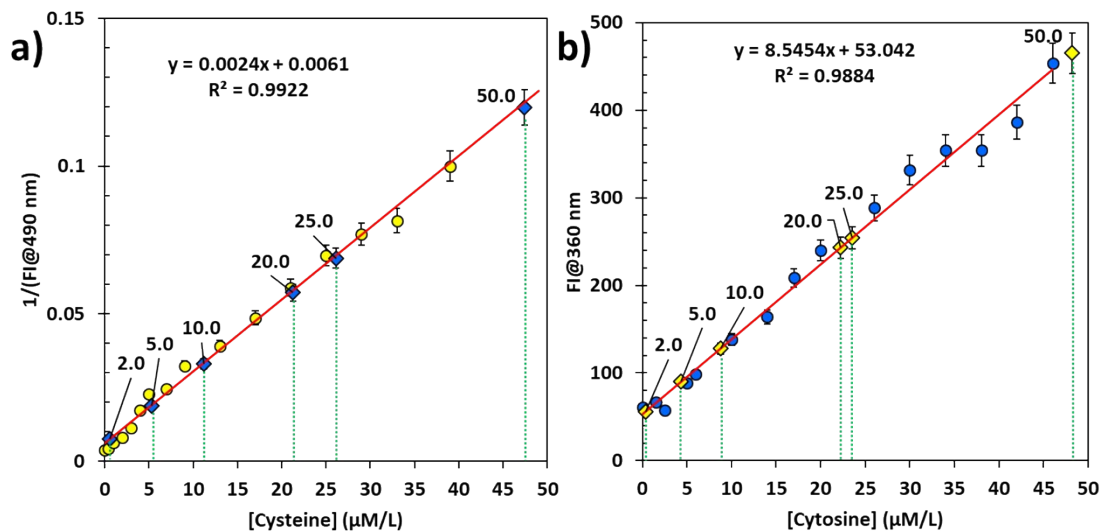 a)
y = 0.0024x + 0.0061
R² = 0.9922
0.15
0.1
0.05
0
1/(FI@490 nm)
2.0
5.0
10.0
20.0
25.0
50.0
0 5 10 15 20 25 30 35 40 45 50
[Cysteine] (µM/L)
b)
y = 8.5454x + 53.042
R² = 0.9884
500
400
300
200
100
0
FI@360 nm
2.0
5.0
10.0
20.0
25.0
50.0
0 5 10 15 20 25 30 35 40 45 50
[Cytosine] (µM/L)